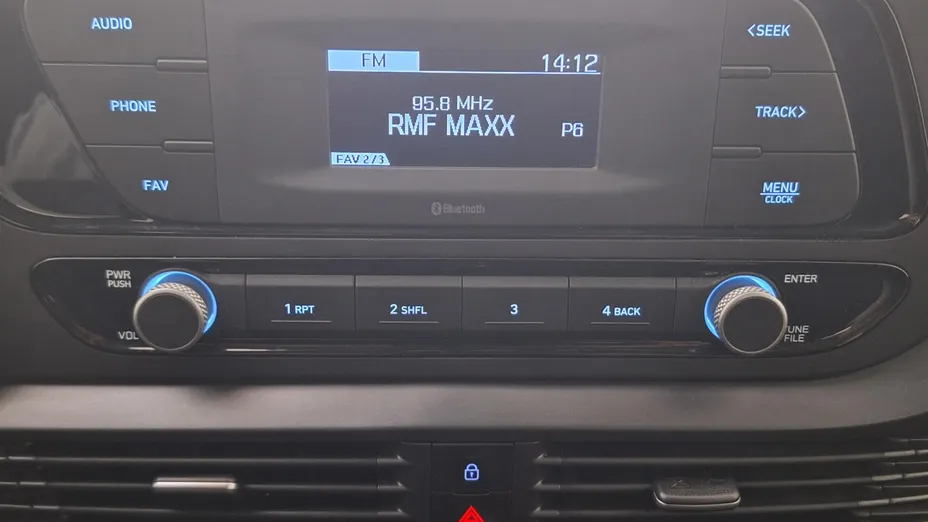 AUDIO
PHONE
FAV
FM 14:12
95.8 MHz
RMF MAXX P6
FAV 2/3
Bluetooth
<SEEK
TRACK>
MENU
CLOCK
PWR
PUSH
VOL
1 RPT
2 SHFL
3
4 BACK
ENTER
TUNE
FILE